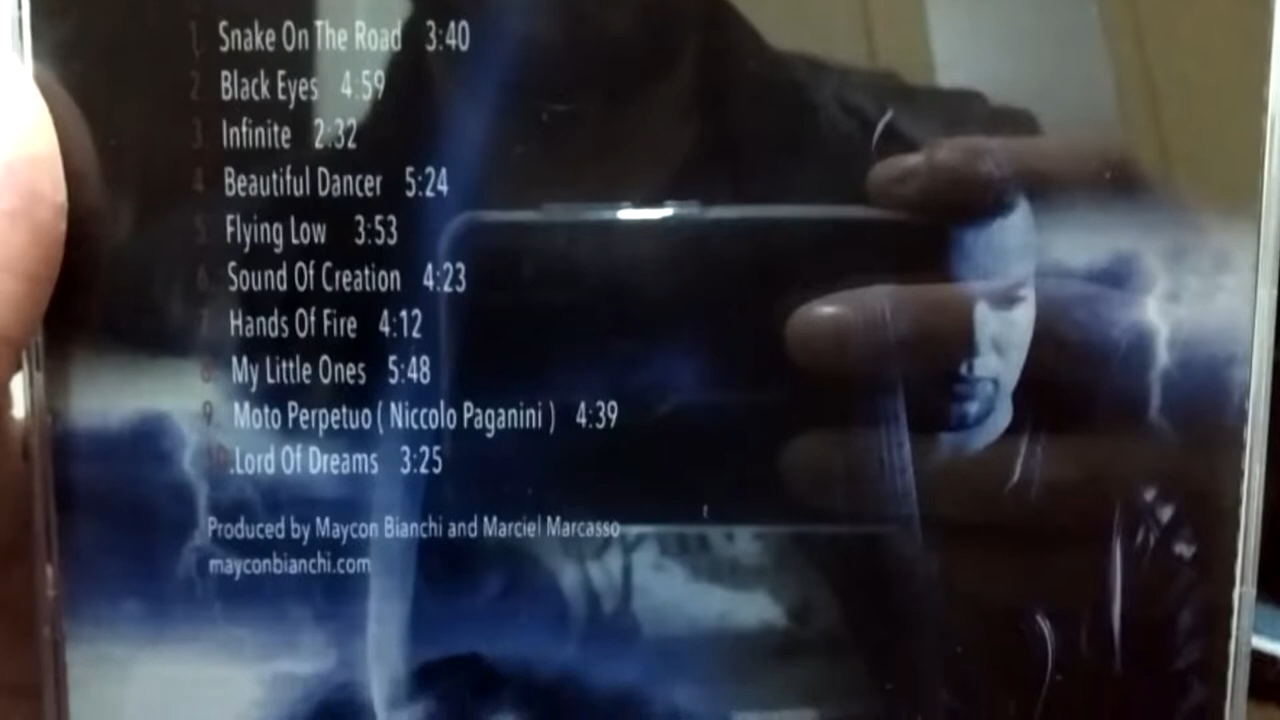 1. Snake On The Road 3:40
2. Black Eyes 4:59
3. Infinite 2:32
4. Beautiful Dancer 5:24
5. Flying Low 3:53
6. Sound Of Creation 4:23
7. Hands Of Fire 4:12
8. My Little Ones 5:48
9. Moto Perpetuo ( Niccolo Paganini ) 4:39
10.Lord Of Dreams 3:25
Produced by Maycon Bianchi and Marciel Marcasso
mayconbianchi.com